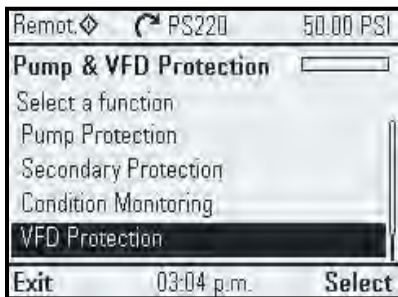 Remot. PS220 50.00 PSI
Pump & VFD Protection
Select a function
Pump Protection
Secondary Protection
Condition Monitoring
VFD Protection
Exit 03:04 p.m. Select